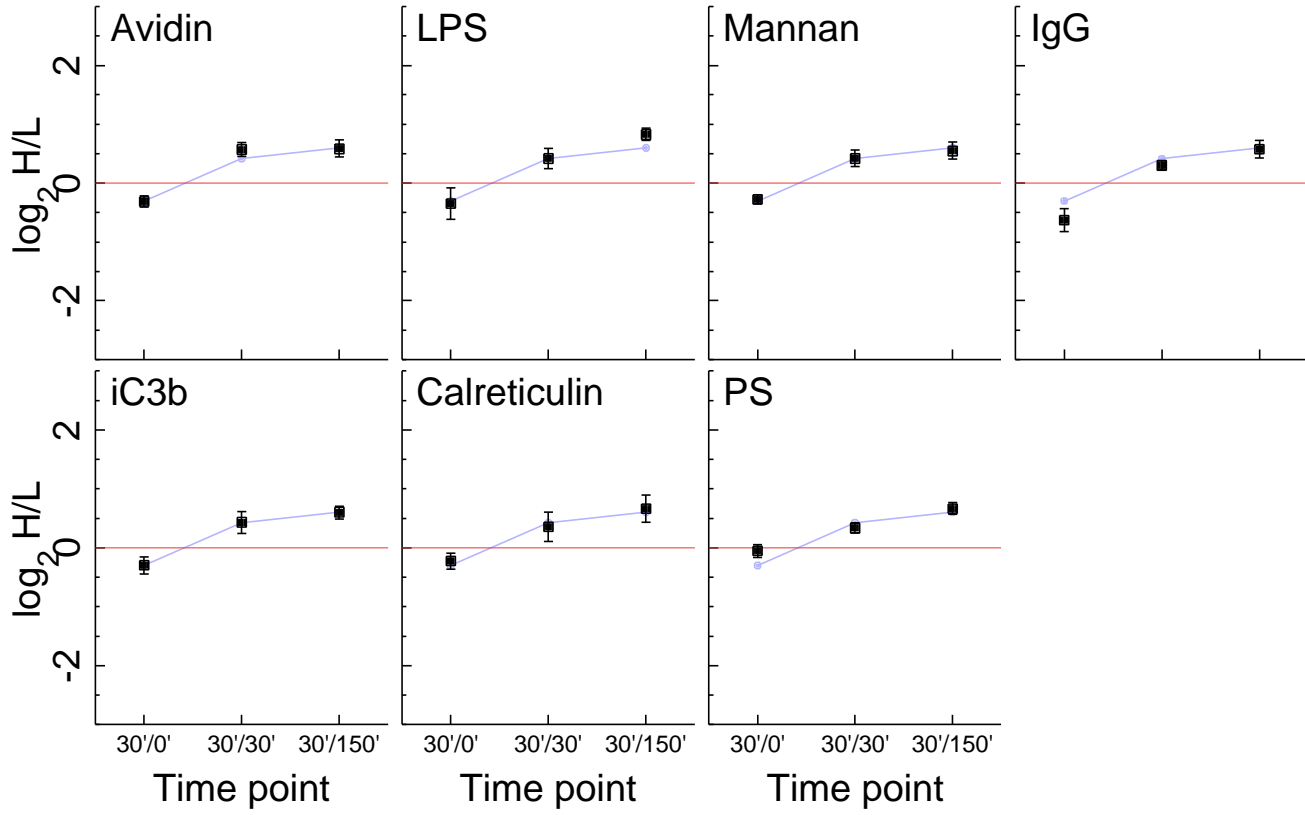 Avidin
LPS
Mannan
IgG
log2 H/L
2
0
-2
iC3b
Calreticulin
PS
log2 H/L
2
0
-2
30'/0' 30'/30' 30'/150'
30'/0' 30'/30' 30'/150'
30'/0' 30'/30' 30'/150'
Time point
Time point
Time point